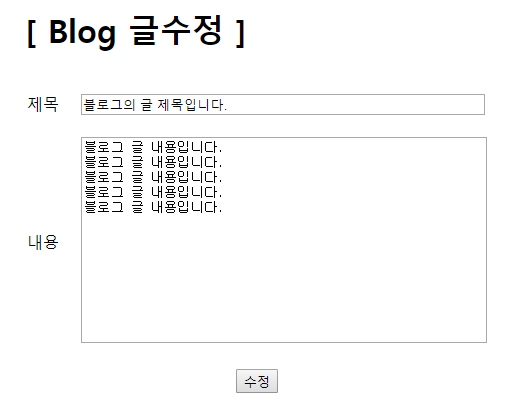 [ Blog 글수정 ]
제목
블로그의 글 제목입니다.
내용
블로그 글 내용입니다.
블로그 글 내용입니다.
블로그 글 내용입니다.
블로그 글 내용입니다.
블로그 글 내용입니다.
수정